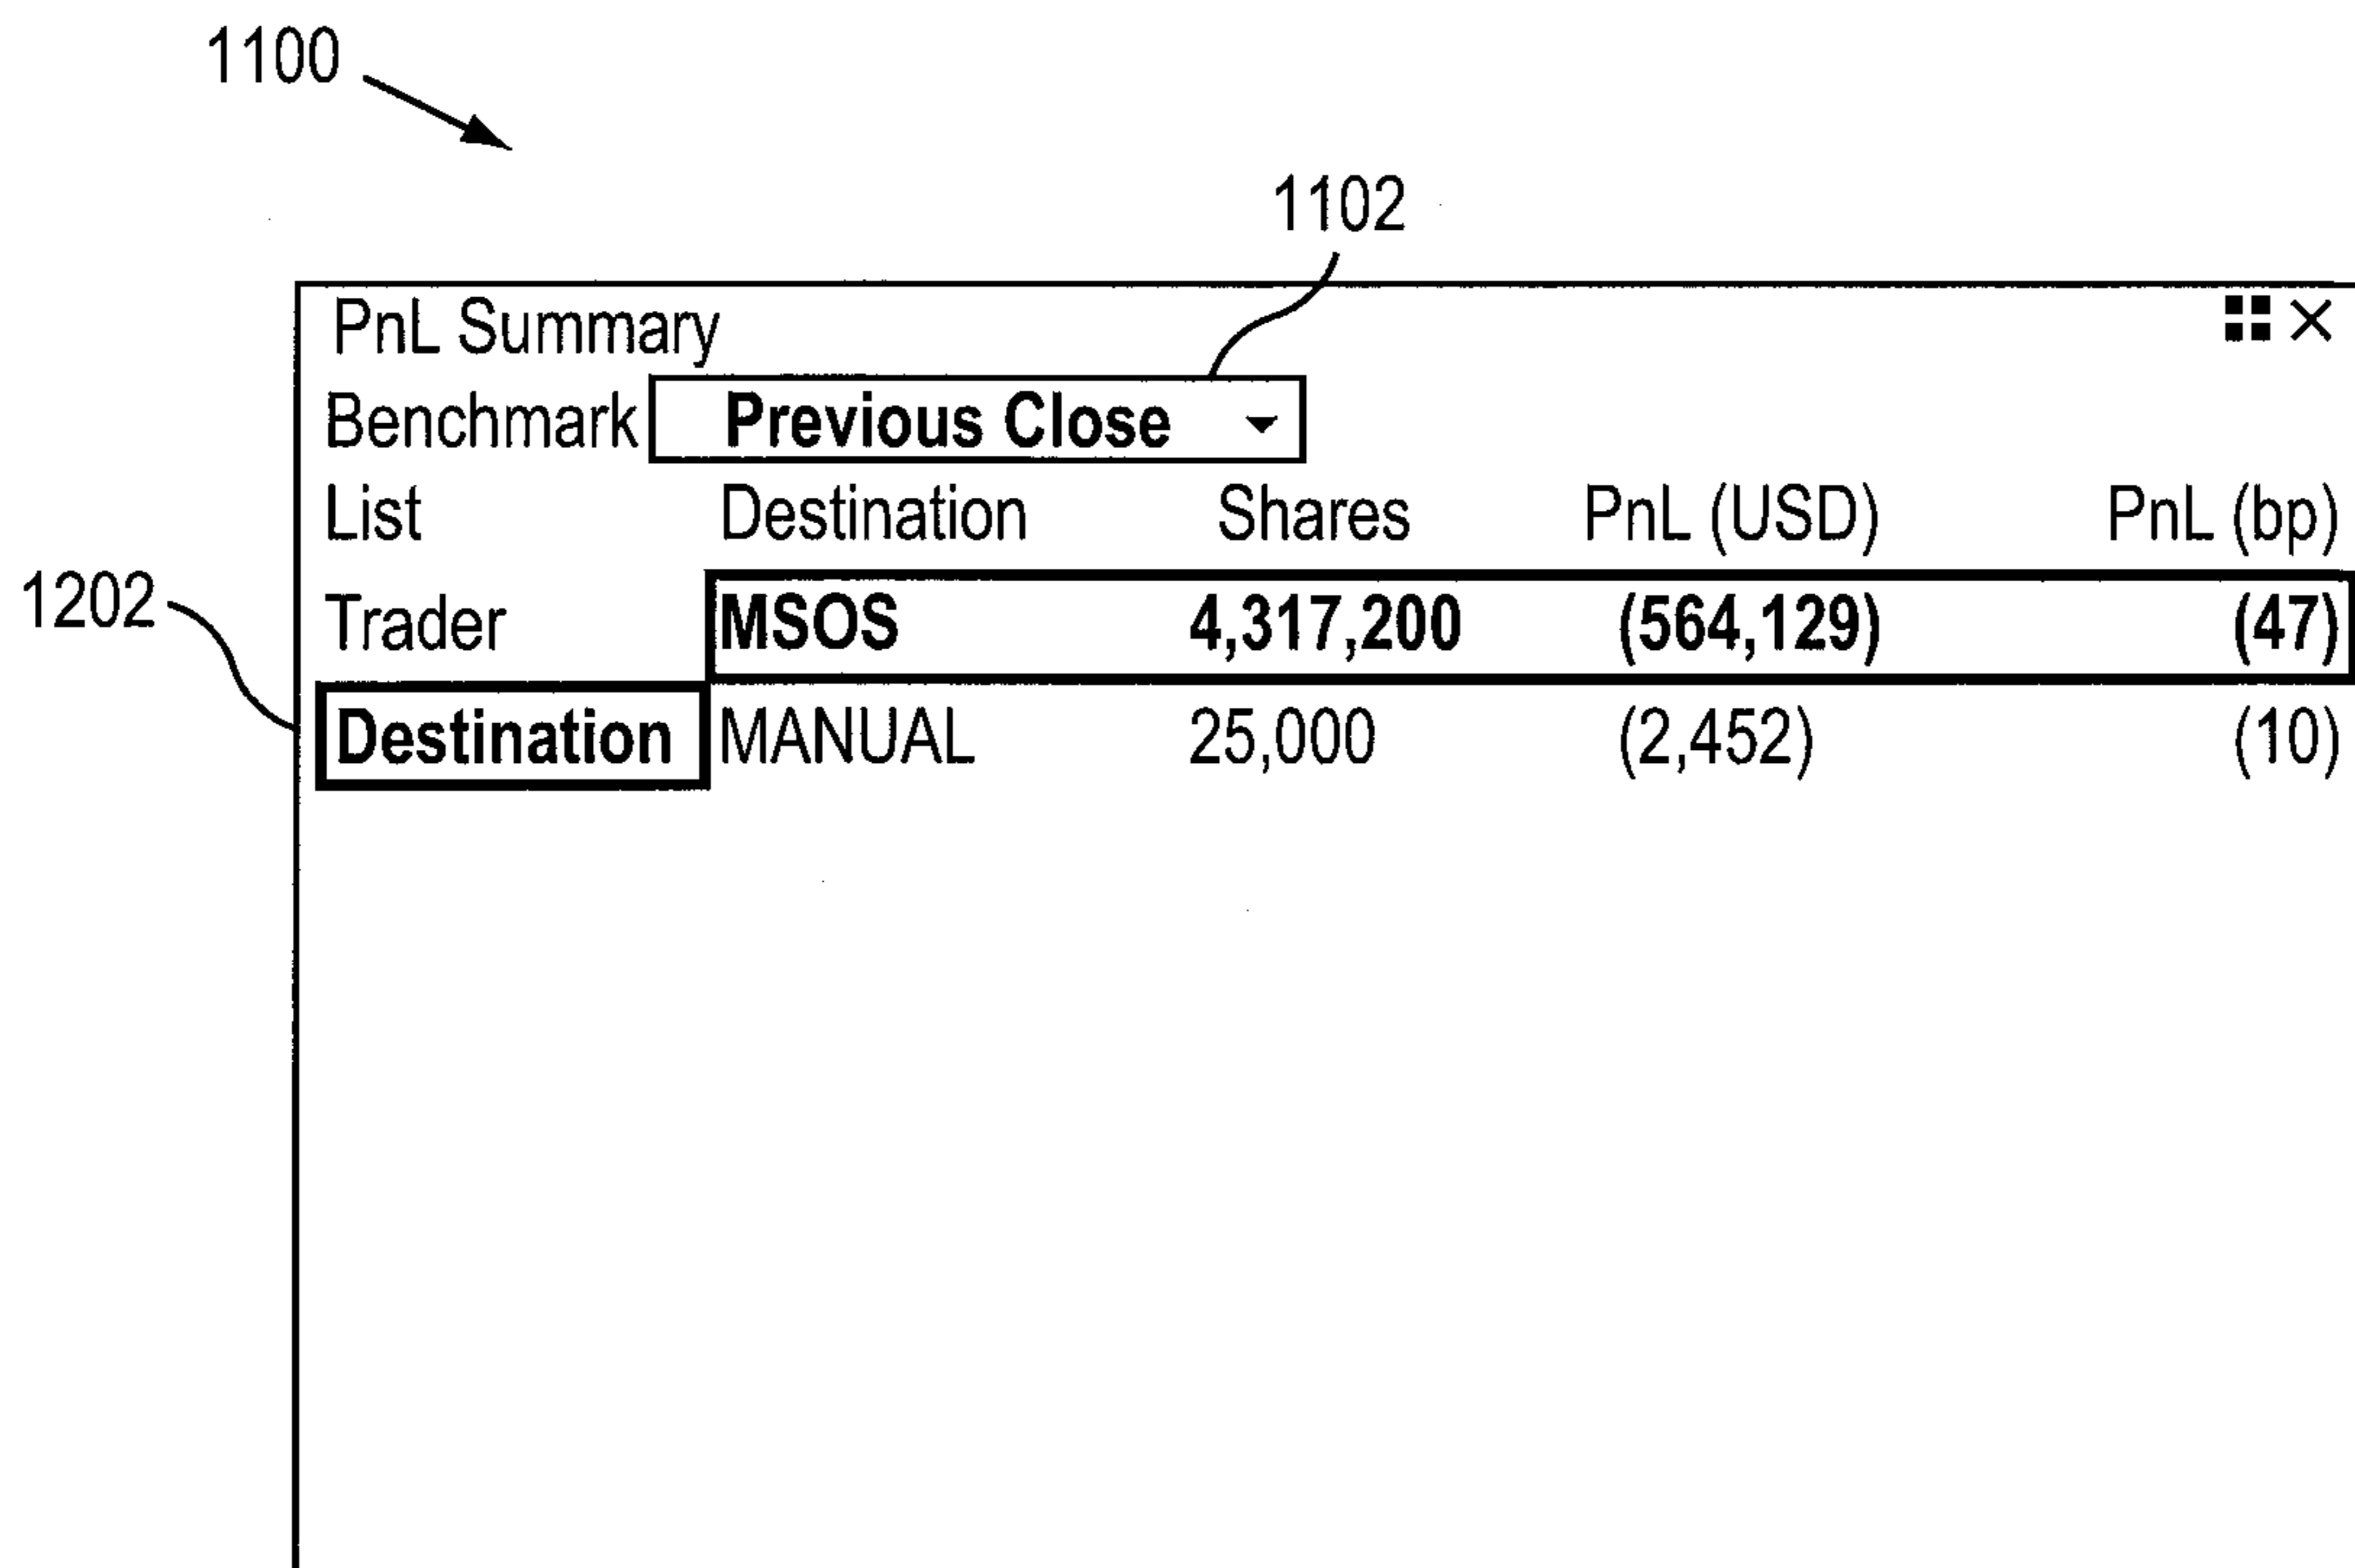 1100
1102
PnL Summary
Benchmark Previous Close
List Destination Shares PnL (USD) PnL (bp)
1202 Trader MSOS 4,317,200 (564,129) (47)
Destination MANUAL 25,000 (2,452) (10)